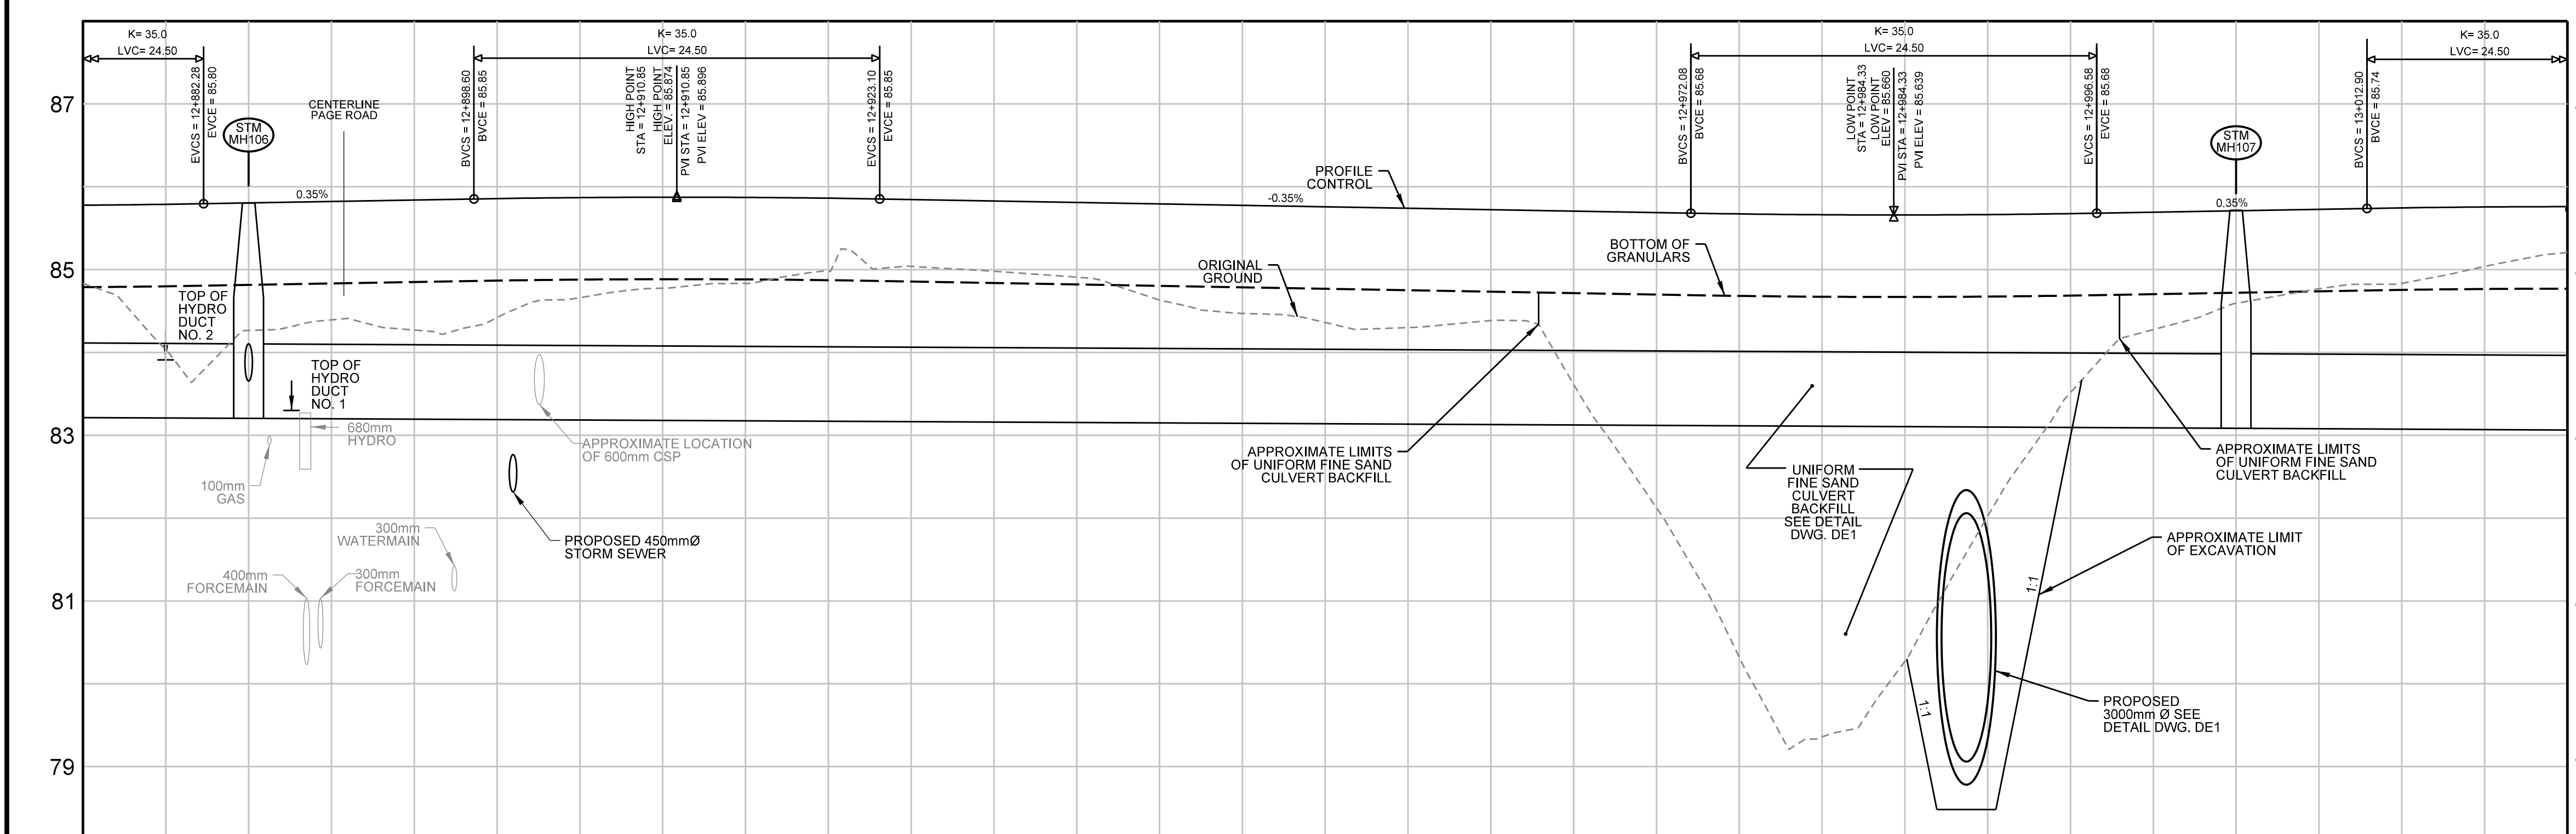 K= 35.0
LVC= 24.50
EVCS = 12+882.28
EVCE = 85.80
STM
MH106
CENTERLINE
PAGE ROAD
0.35%
K= 35.0
LVC= 24.50
BVCS = 12+898.60
BVCE = 85.85
HIGH POINT
STA = 12+910.85
HIGH POINT
ELEV. = 85.874
PVI STA = 12+910.85
PVI ELEV = 85.896
EVCS = 12+923.10
EVCE = 85.85
PROFILE
CONTROL
-0.35%
K= 35.0
LVC= 24.50
BVCS = 12+972.08
BVCE = 85.68
LOW POINT
STA = 12+984.33
LOW POINT
ELEV = 85.660
PVI STA = 12+984.33
PVI ELEV = 85.639
EVCS = 12+996.58
EVCE = 85.68
STM
MH107
0.35%
K= 35.0
LVC= 24.50
BVCS = 13+012.90
BVCE = 85.74
87
85
83
81
79
TOP OF
HYDRO
DUCT
NO. 2
TOP OF
HYDRO
DUCT
NO. 1
680mm
HYDRO
100mm
GAS
APPROXIMATE LOCATION
OF 600mm CSP
300mm
WATERMAIN
PROPOSED 450mmØ
STORM SEWER
400mm
FORCEMAIN
300mm
FORCEMAIN
ORIGINAL
GROUND
BOTTOM OF
GRANULARS
APPROXIMATE LIMITS
OF UNIFORM FINE SAND
CULVERT BACKFILL
UNIFORM
FINE SAND
CULVERT
BACKFILL
SEE DETAIL
DWG. DE1
APPROXIMATE LIMITS
OF UNIFORM FINE SAND
CULVERT BACKFILL
APPROXIMATE LIMIT
OF EXCAVATION
1:1
1:1
PROPOSED
3000mm Ø SEE
DETAIL DWG. DE1